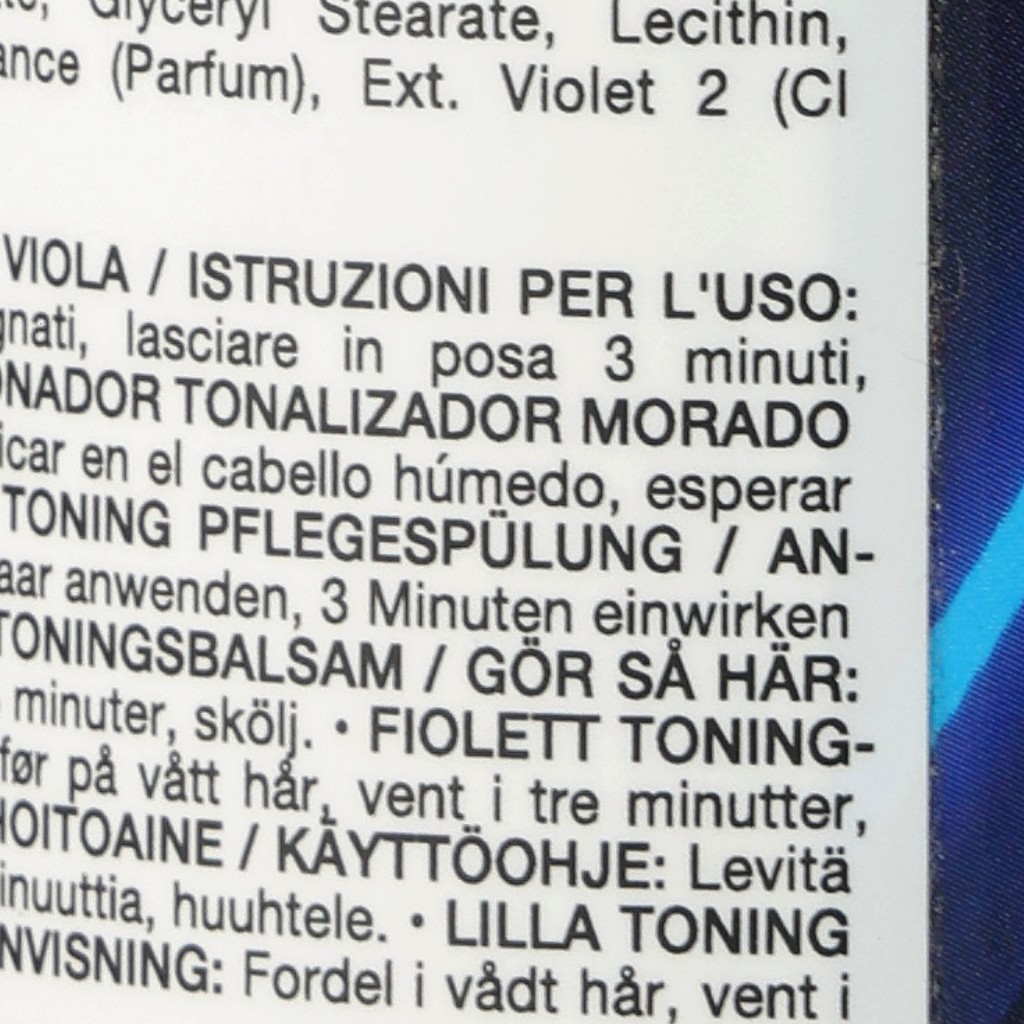 Glyceryl Stearate, Lecithin,
(Parfum), Ext. Violet 2 (CI
VIOLA / ISTRUZIONI PER L'USO:
gnati, lasciare in posa 3 minuti,
ONADOR TONALIZADOR MORADO
icar en el cabello húmedo, esperar
TONING PFLEGESPÜLUNG / AN-
aar anwenden, 3 Minuten einwirken
TONINGSBALSAM / GÖR SÅ HÄR:
minuter, skölj. • FIOLETT TONING-
før på vått hår, vent i tre minutter,
HOITOAINE / KÄYTTÖOHJE: Levitä
inuuttia, huuhtele. • LILLA TONING
NVISNING: Fordel i vådt hår, vent i